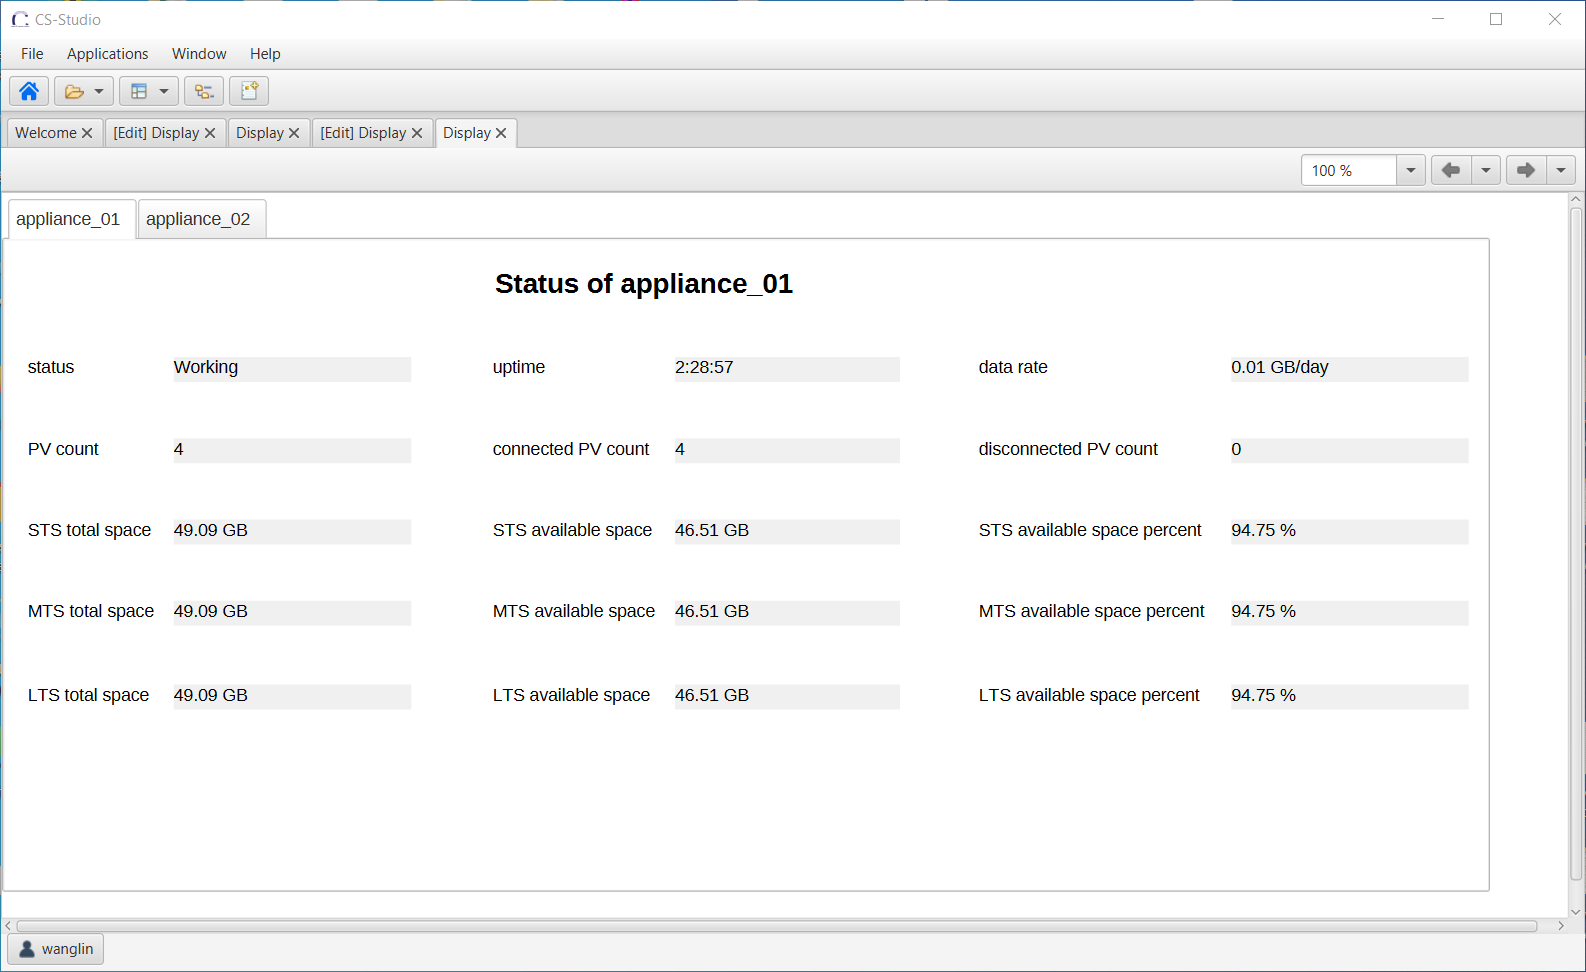 CS-Studio
File Applications Window Help
Welcome [Edit] Display Display [Edit] Display Display
100 %
appliance_01 appliance_02
Status of appliance_01
status Working uptime 2:28:57 data rate 0.01 GB/day
PV count 4 connected PV count 4 disconnected PV count 0
STS total space 49.09 GB STS available space 46.51 GB STS available space percent 94.75 %
MTS total space 49.09 GB MTS available space 46.51 GB MTS available space percent 94.75 %
LTS total space 49.09 GB LTS available space 46.51 GB LTS available space percent 94.75 %
wanglin